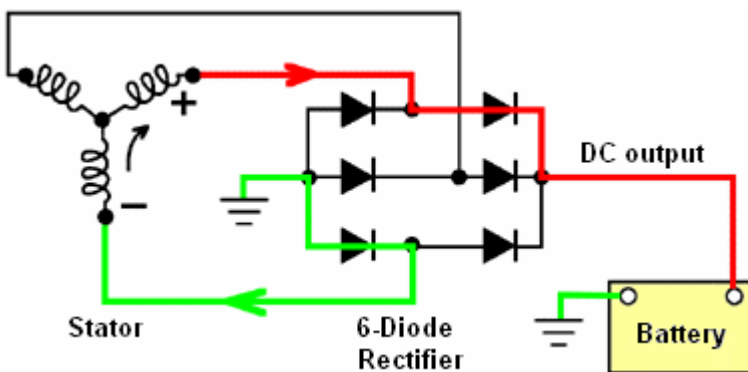 +
DC output
−
Stator
6-Diode
Rectifier
Battery